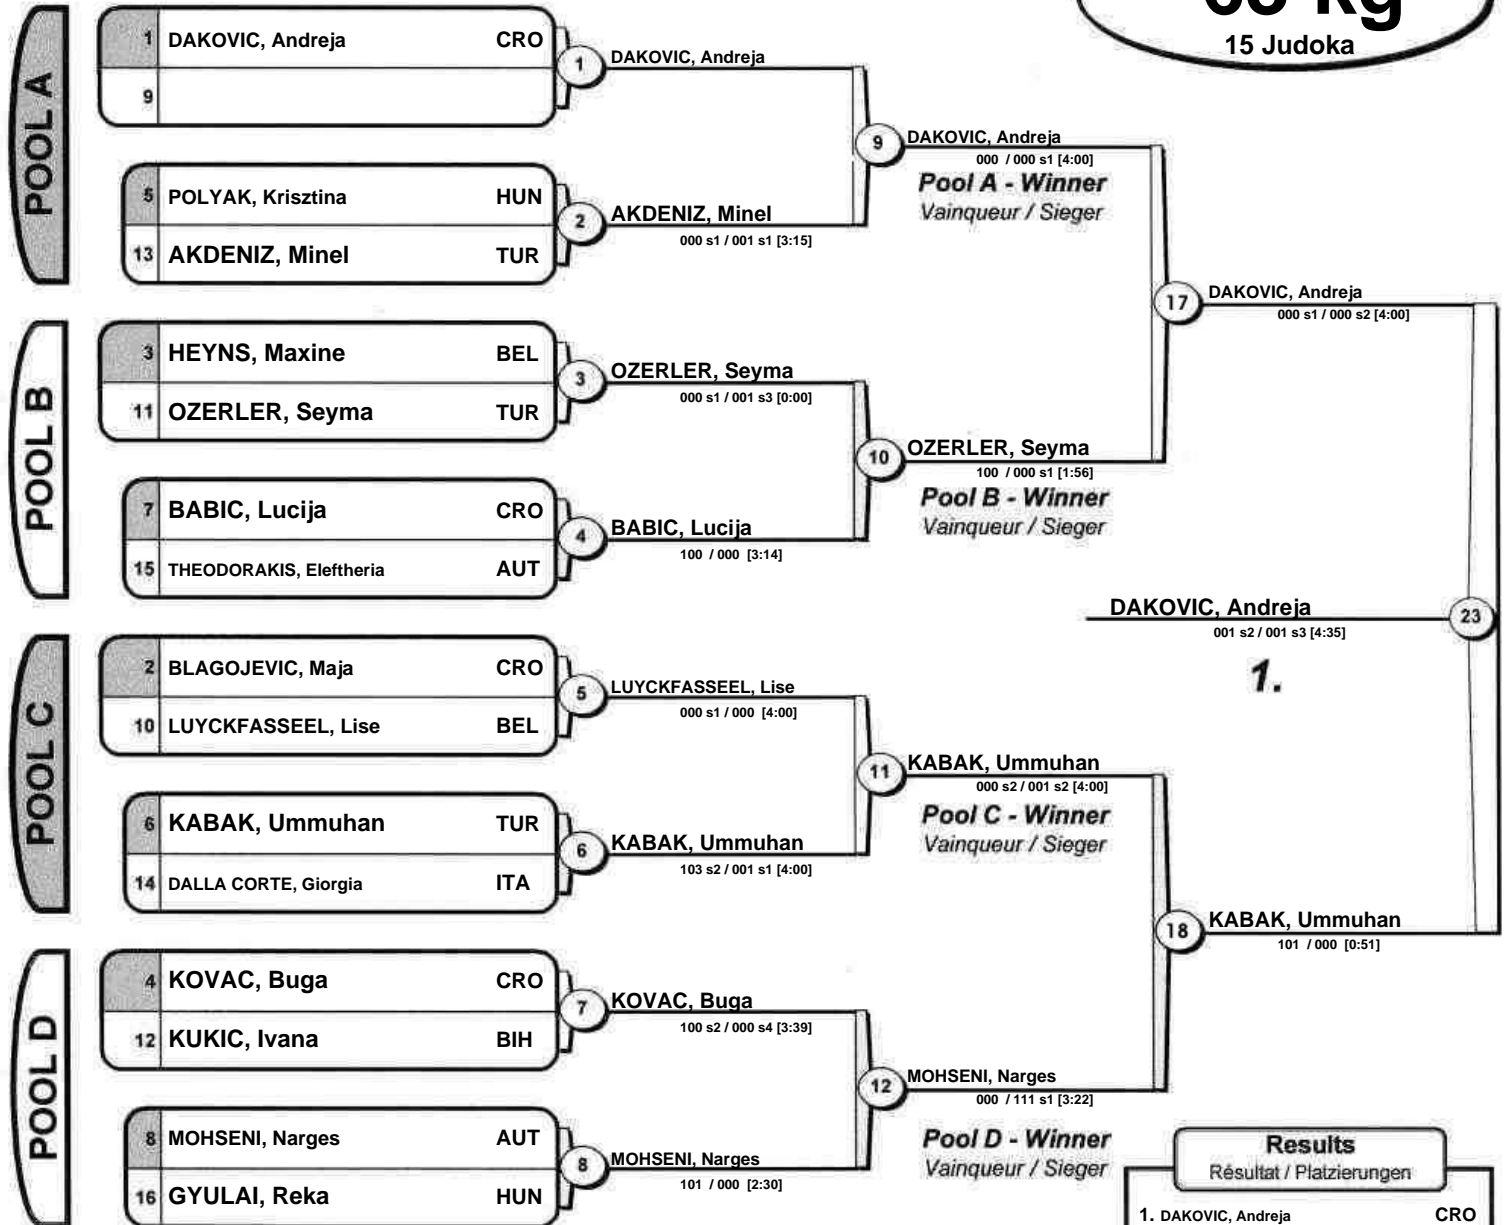 kg
15 Judoka
POOL A
1 DAKOVIC, Andreja CRO
9
1 DAKOVIC, Andreja
5 POLYAK, Krisztina HUN
13 AKDENIZ, Minel TUR
2 AKDENIZ, Minel
000 s1 / 001 s1 [3:15]
9 DAKOVIC, Andreja
000 / 000 s1 [4:00]
Pool A - Winner
Vainqueur / Sieger
POOL B
3 HEYNS, Maxine BEL
11 OZERLER, Seyma TUR
3 OZERLER, Seyma
000 s1 / 001 s3 [0:00]
7 BABIC, Lucija CRO
15 THEODORAKIS, Eleftheria AUT
4 BABIC, Lucija
100 / 000 [3:14]
10 OZERLER, Seyma
100 / 000 s1 [1:56]
Pool B - Winner
Vainqueur / Sieger
17 DAKOVIC, Andreja
000 s1 / 000 s2 [4:00]
POOL C
2 BLAGOJEVIC, Maja CRO
10 LUYCKFASSEEL, Lise BEL
5 LUYCKFASSEEL, Lise
000 s1 / 000 [4:00]
6 KABAK, Ummuhan TUR
14 DALLA CORTE, Giorgia ITA
6 KABAK, Ummuhan
103 s2 / 001 s1 [4:00]
11 KABAK, Ummuhan
000 s2 / 001 s2 [4:00]
Pool C - Winner
Vainqueur / Sieger
POOL D
4 KOVAC, Buga CRO
12 KUKIC, Ivana BIH
7 KOVAC, Buga
100 s2 / 000 s4 [3:39]
8 MOHSENI, Narges AUT
16 GYULAI, Reka HUN
8 MOHSENI, Narges
101 / 000 [2:30]
12 MOHSENI, Narges
000 / 111 s1 [3:22]
Pool D - Winner
Vainqueur / Sieger
18 KABAK, Ummuhan
101 / 000 [0:51]
DAKOVIC, Andreja 23
001 s2 / 001 s3 [4:35]
1.
Results
Résultat / Platzierungen
1. DAKOVIC, Andreja CRO